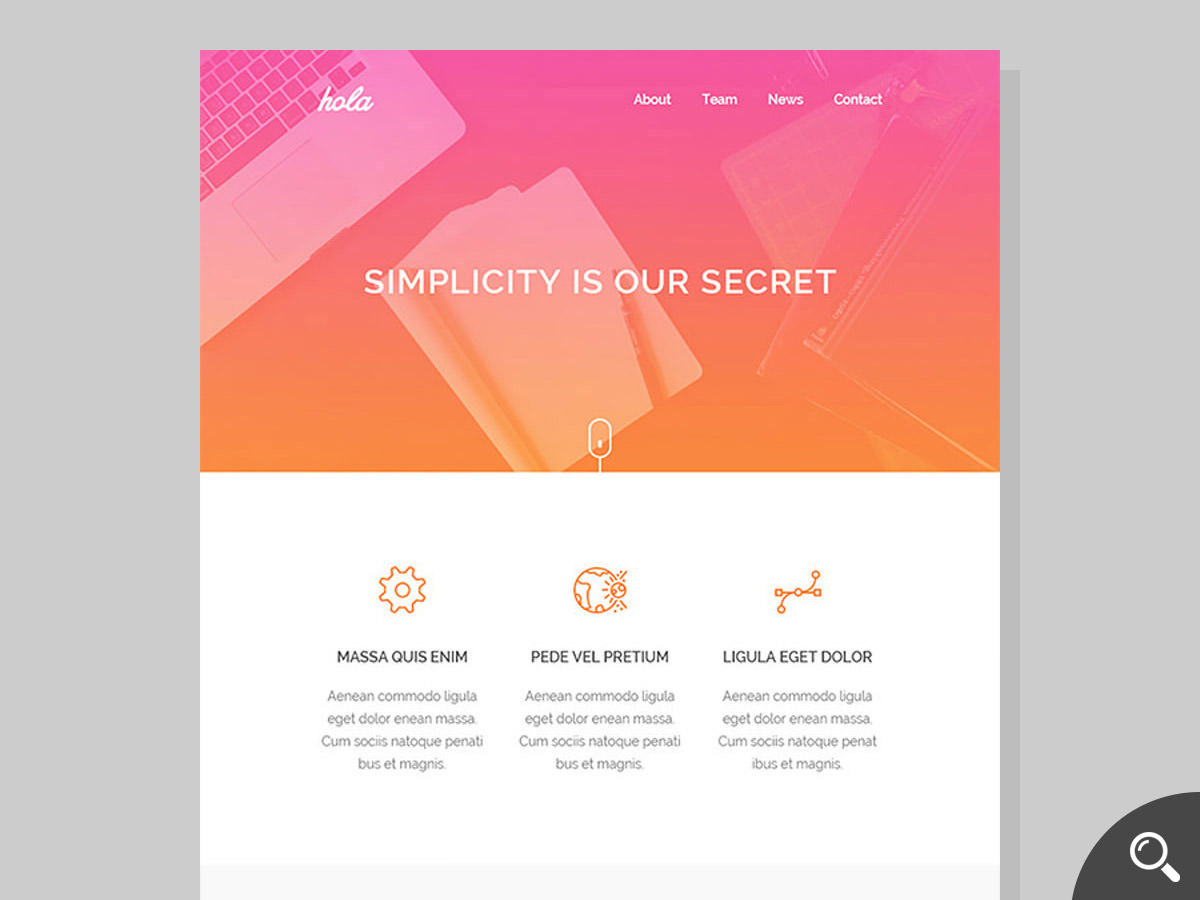 hola
About Team News Contact
SIMPLICITY IS OUR SECRET
MASSA QUIS ENIM
Aenean commodo ligula
eget dolor enean massa.
Cum sociis natoque penati
bus et magnis.
PEDE VEL PRETIUM
Aenean commodo ligula
eget dolor enean massa.
Cum sociis natoque penati
bus et magnis.
LIGULA EGET DOLOR
Aenean commodo ligula
eget dolor enean massa.
Cum sociis natoque penat
ibus et magnis.